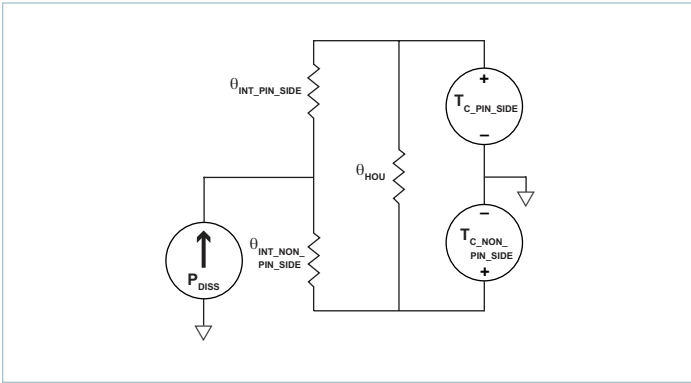 θINT_PIN_SIDE
+
TC_PIN_SIDE
–
θHOU
–
TC_NON_
PIN_SIDE
+
θINT_NON_
PIN_SIDE
PDISS